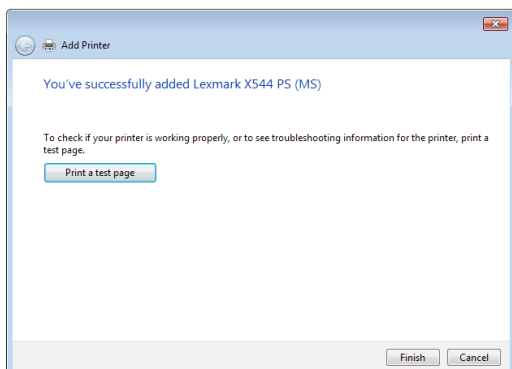 Add Printer
You've successfully added Lexmark X544 PS (MS)
To check if your printer is working properly, or to see troubleshooting information for the printer, print a
test page.
Print a test page
Finish Cancel